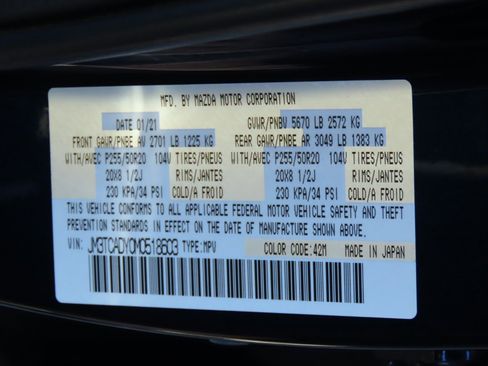 MFD. BY MAZDA MOTOR CORPORATION
DATE 01/21 GVWR/PNBV 5670 LB 2572 KG
FRONT GAWR/PNBE AV 2701 LB 1225 KG REAR GAWR/PNBE AR 3049 LB 1383 KG
WITH/AVEC P255/50R20 104V TIRES/PNEUS WITH/AVEC P255/50R20 104V TIRES/PNEUS
20X8 1/2J RIMS/JANTES 20X8 1/2J RIMS/JANTES
230 KPA/34 PSI COLD/A FROID 230 KPA/34 PSI COLD/A FROID
THIS VEHICLE CONFORMS TO ALL APPLICABLE FEDERAL MOTOR VEHICLE SAFETY AND THEFT
PREVENTION STANDARDS IN EFFECT ON THE DATE OF MANUFACTURE SHOWN ABOVE.
VIN: JM3TCADY0M0518603 TYPE:MPV COLOR CODE:42M MADE IN JAPAN